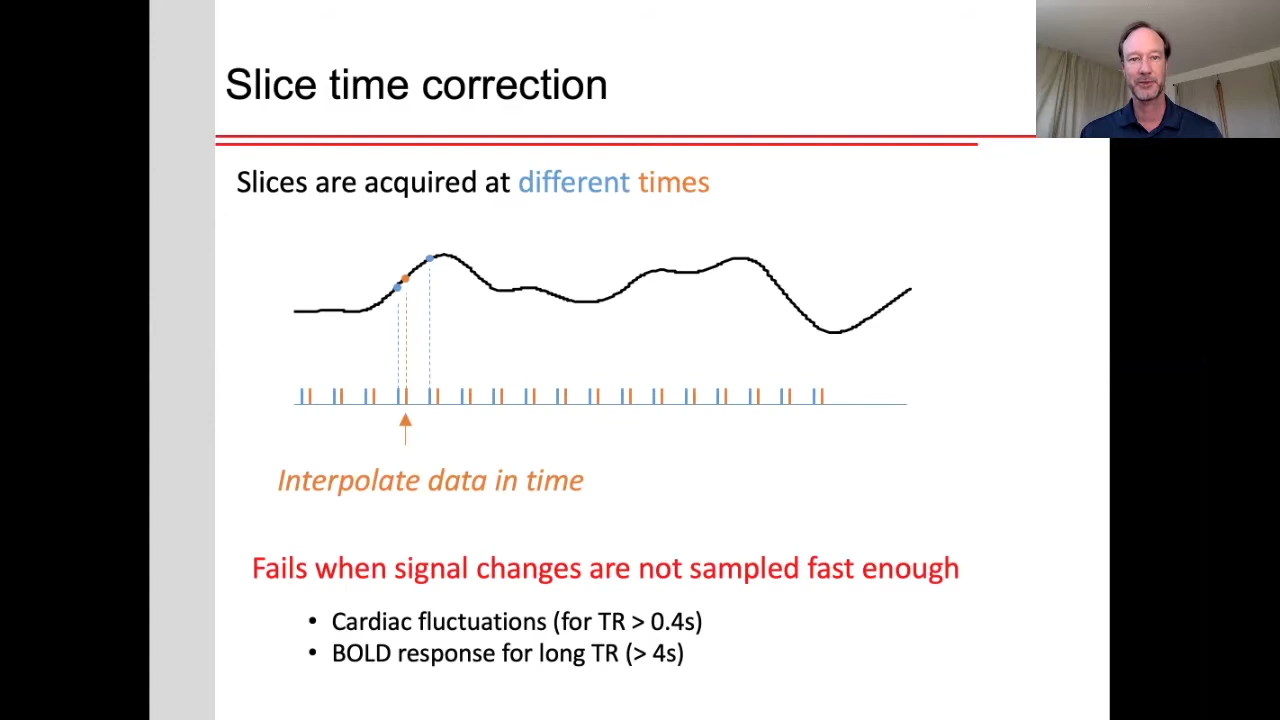 Slice time correction
Slices are acquired at different times
Interpolate data in time
Fails when signal changes are not sampled fast enough
• Cardiac fluctuations (for TR > 0.4s)
• BOLD response for long TR (> 4s)